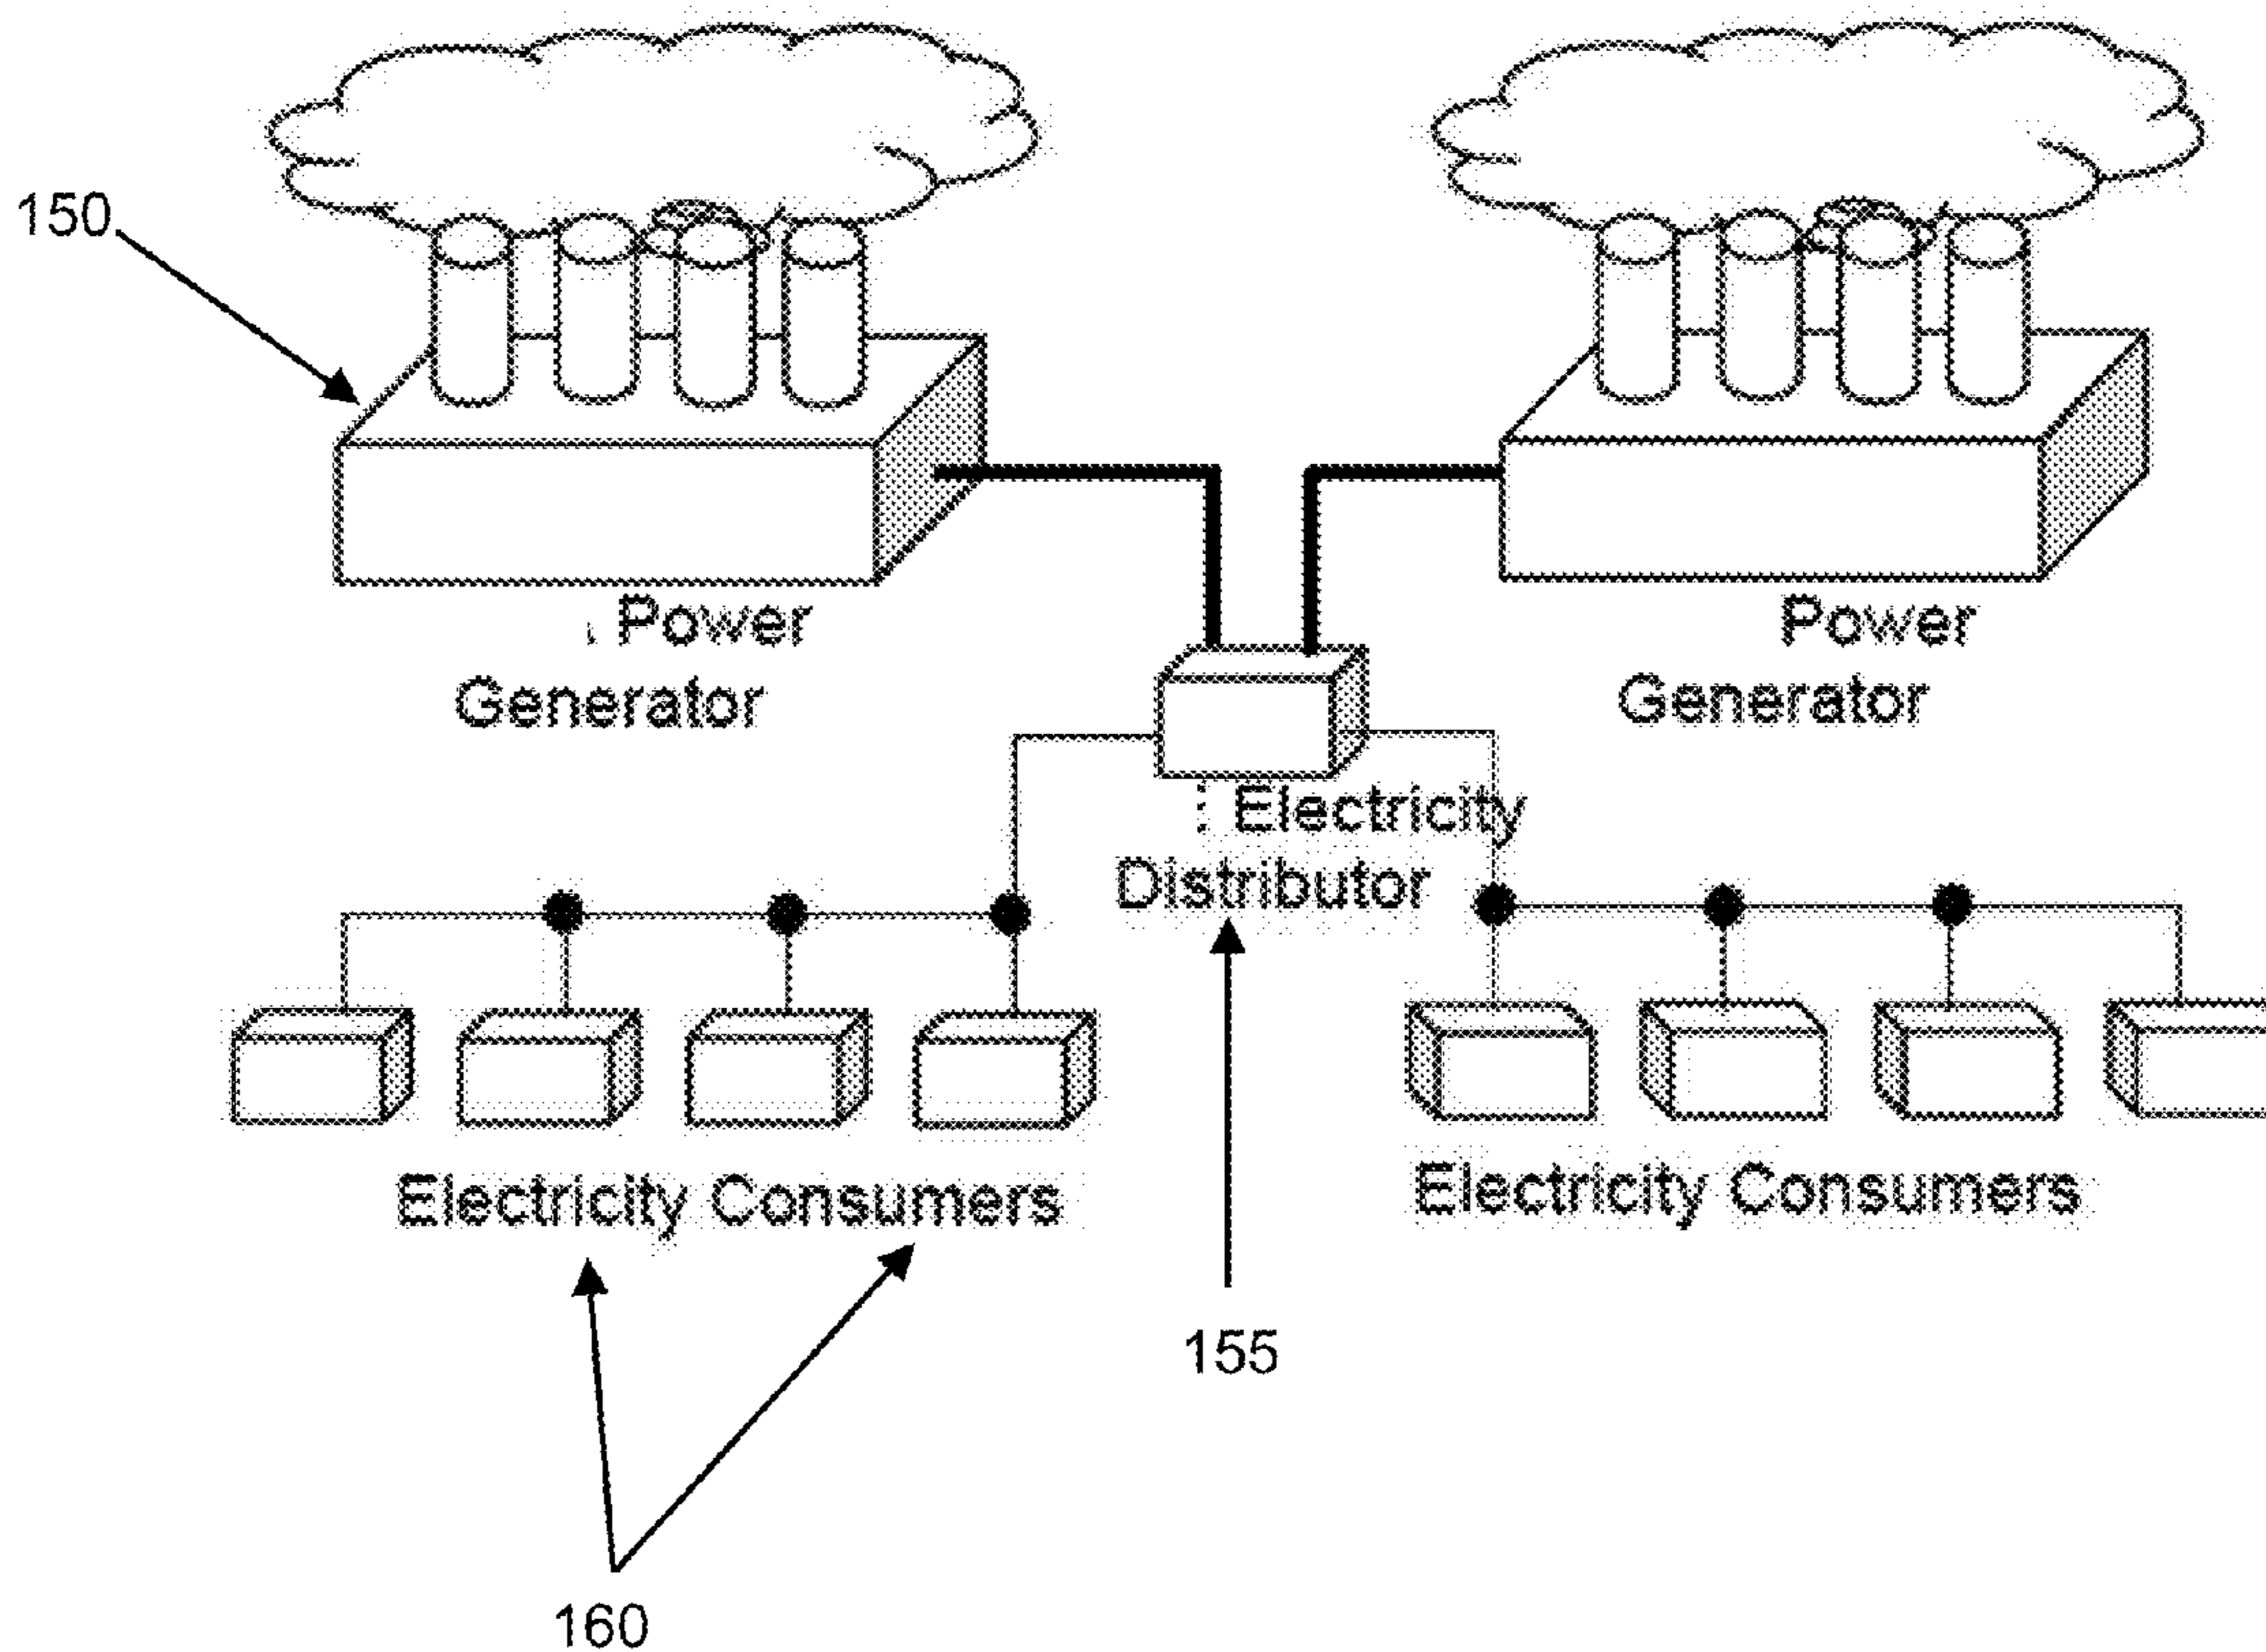 150
Power
Generator
Power
Generator
Electricity
Distributor
Electricity Consumers
Electricity Consumers
155
160